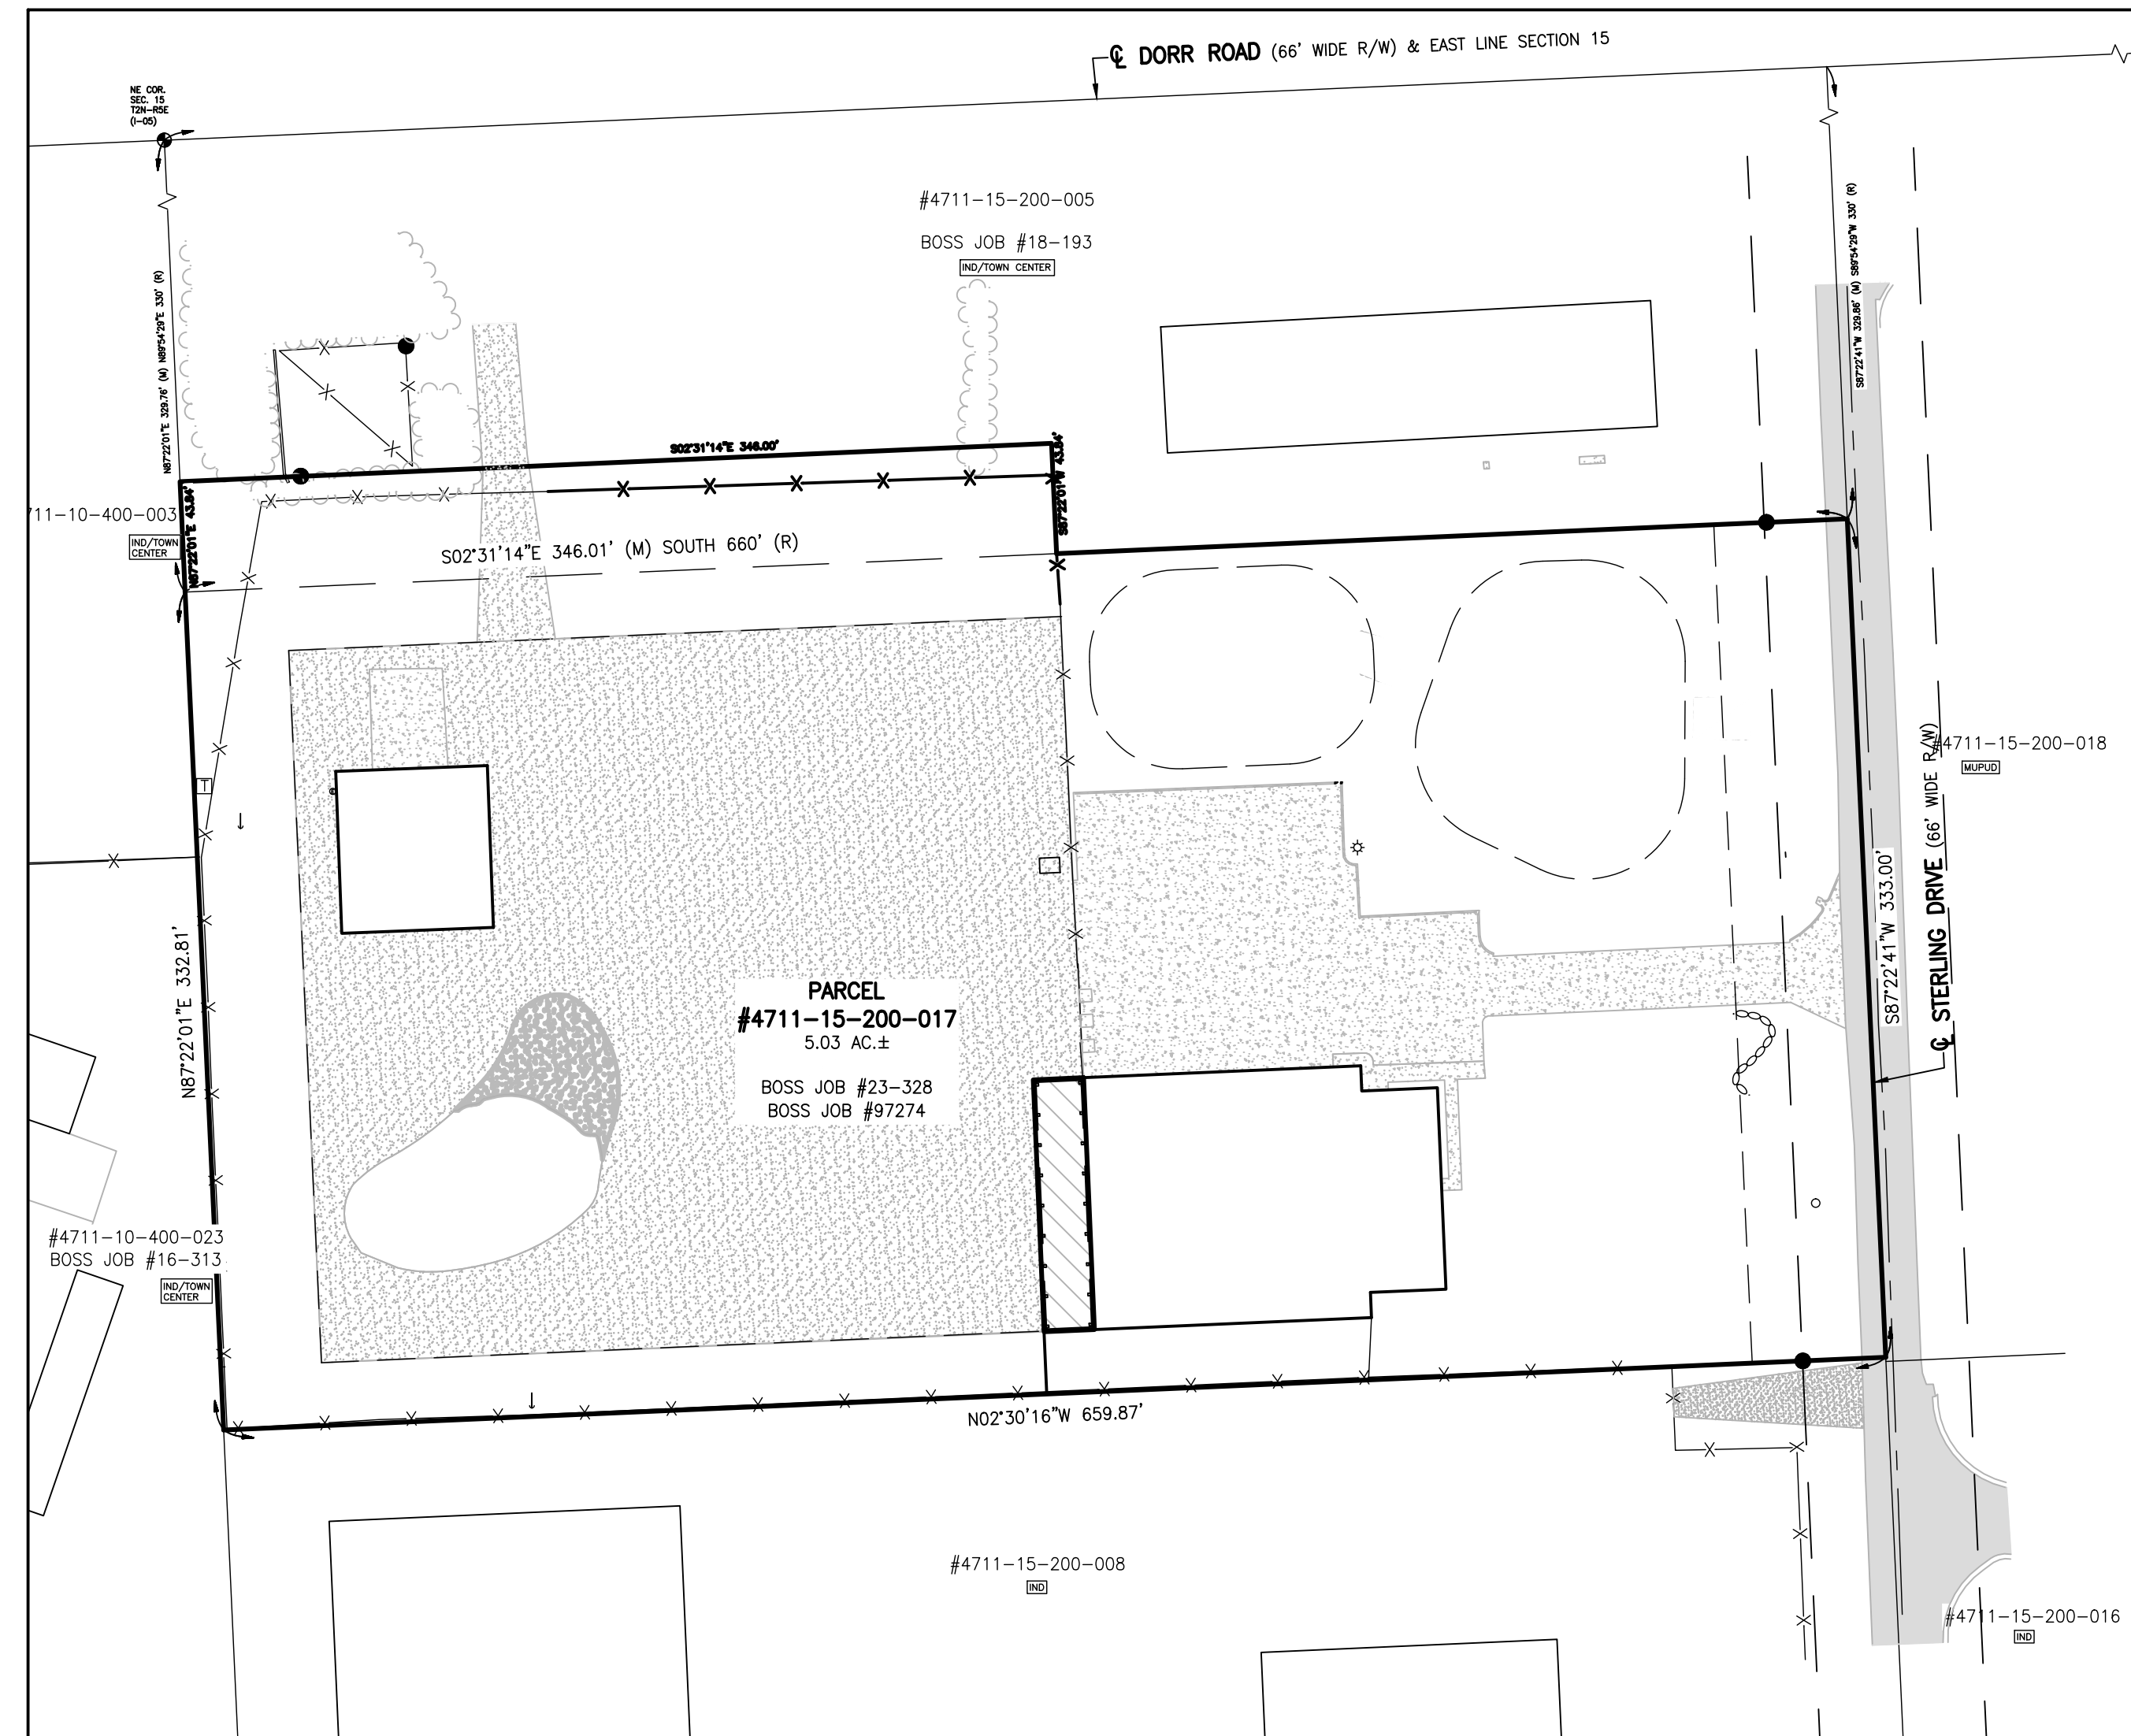 ℄ DORR ROAD (66' WIDE R/W) & EAST LINE SECTION 15
NE COR.
SEC. 15
T2N-R5E
(I-05)
#4711-15-200-005
BOSS JOB #18-193
IND/TOWN CENTER
N87°22'01"E 329.76' (M) N89°54'29"E 330' (R)
S87°22'41"W 329.86' (M) S89°54'29"W 330' (R)
S02°31'14"E 346.00'
S87°22'01"W 43.84'
N87°22'01"E 43.84'
711-10-400-003
IND/TOWN
CENTER
S02°31'14"E 346.01' (M) SOUTH 660' (R)
#4711-15-200-018
MUPUD
T
℄ STERLING DRIVE (66' WIDE R/W)
S87°22'41"W 333.00'
N87°22'01"E 332.81'
PARCEL
#4711-15-200-017
5.03 AC.±
BOSS JOB #23-328
BOSS JOB #97274
#4711-10-400-023
BOSS JOB #16-313
IND/TOWN
CENTER
N02°30'16"W 659.87'
#4711-15-200-008
IND
#4711-15-200-016
IND